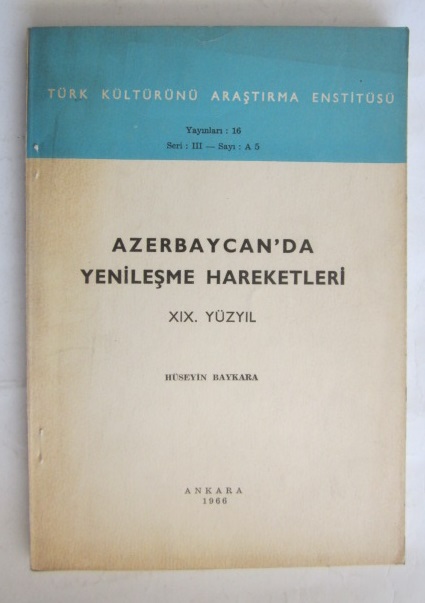 TÜRK KÜLTÜRÜNÜ ARAŞTIRMA ENSTİTÜSÜ
Yayınları : 16
Seri : III — Sayı : A 5
AZERBAYCAN'DA
YENİLEŞME HAREKETLERİ
XIX. YÜZYIL
HÜSEYİN BAYKARA
ANKARA
1966